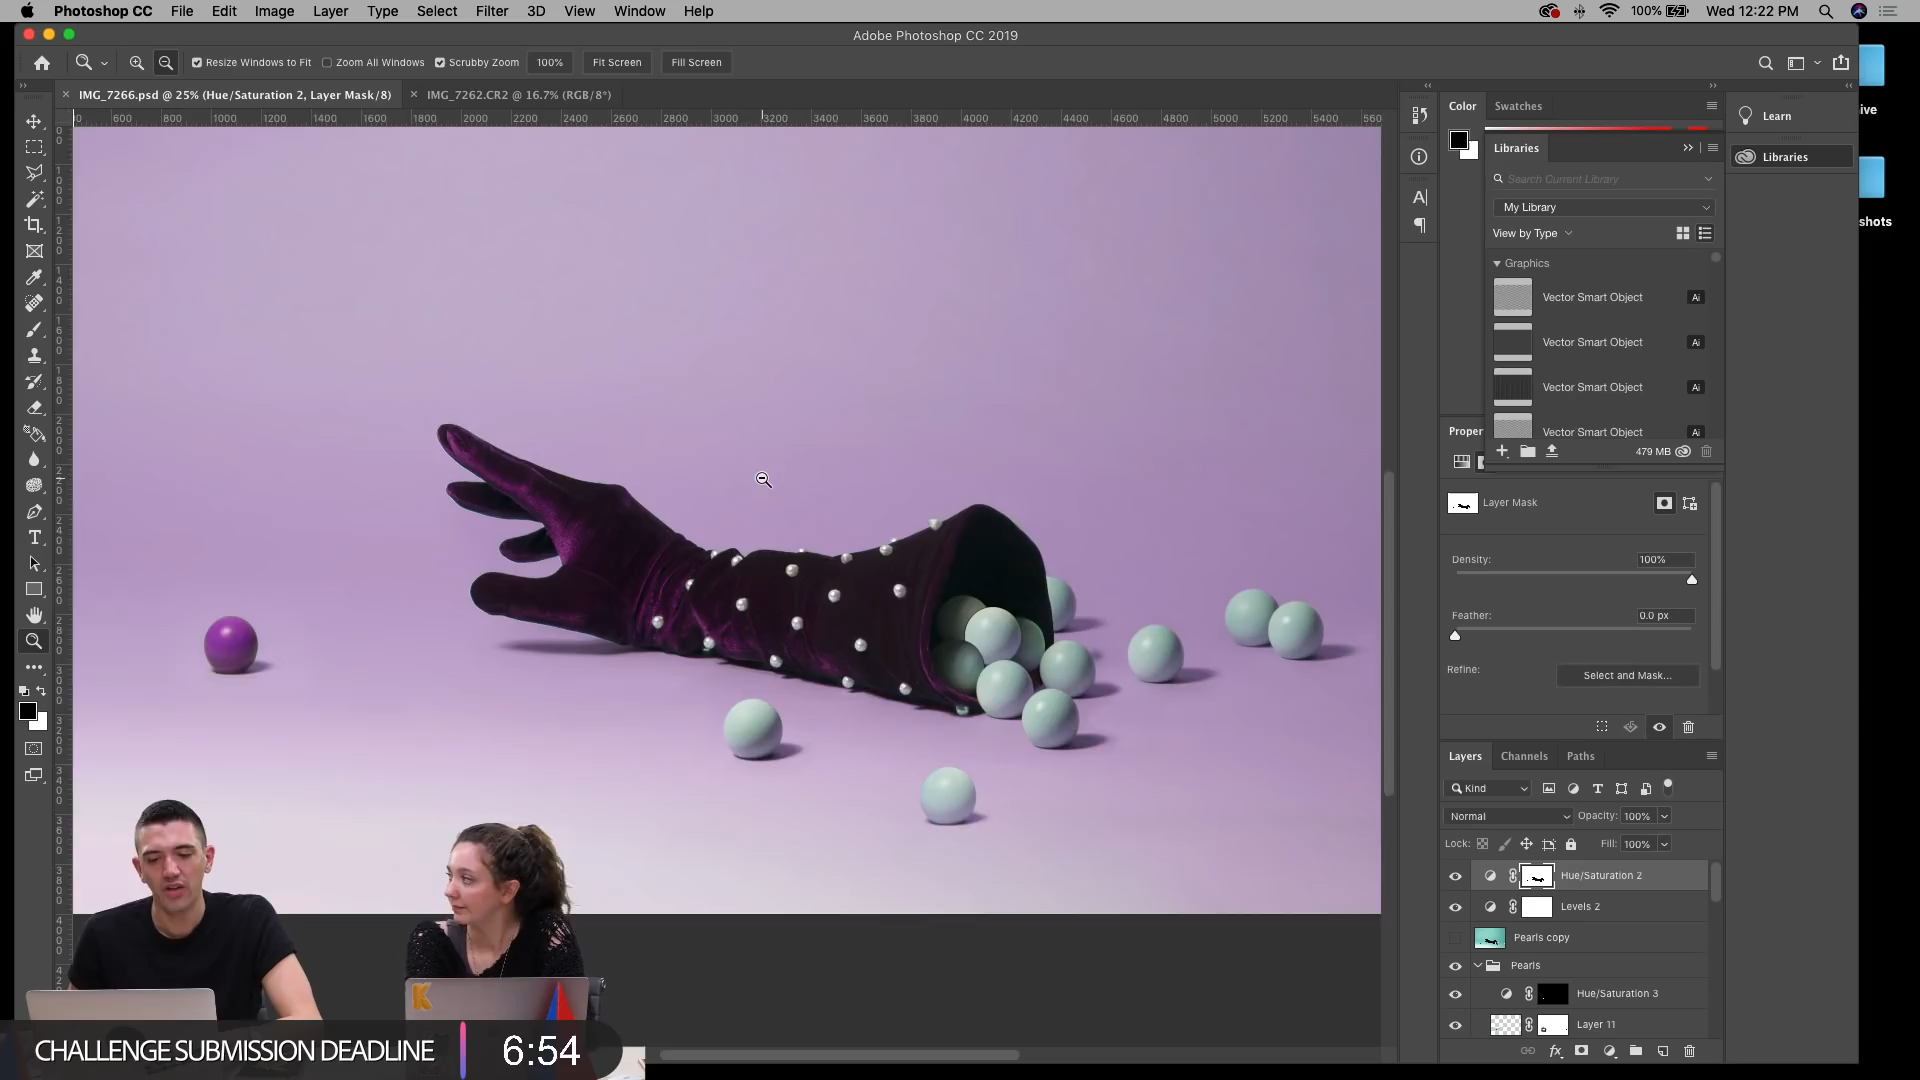 Photoshop CC File Edit Image Layer Type Select Filter 3D View Window Help 100% Wed 12:22 PM
Adobe Photoshop CC 2019
Resize Windows to Fit Zoom All Windows Scrubby Zoom 100% Fit Screen Fill Screen
IMG_7266.psd @ 25% (Hue/Saturation 2, Layer Mask/8) IMG_7262.CR2 @ 16.7% (RGB/8*)
600 800 1000 1200 1400 1600 1800 2000 2200 2400 2600 2800 3000 3200 3400 3600 3800 4000 4200 4400 4600 4800 5000 5200 5400 560
Color Swatches
Learn
ive
Libraries
Libraries
Search Current Library
My Library
View by Type
shots
Graphics
Vector Smart Object Ai
Vector Smart Object Ai
Vector Smart Object Ai
Vector Smart Object Ai
Proper
479 MB
Layer Mask
Density: 100%
Feather: 0.0 px
Refine: Select and Mask...
Layers Channels Paths
Kind
Normal Opacity: 100%
Lock: Fill: 100%
Hue/Saturation 2
Levels 2
Pearls copy
Pearls
Hue/Saturation 3
Layer 11
K
CHALLENGE SUBMISSION DEADLINE 6:54